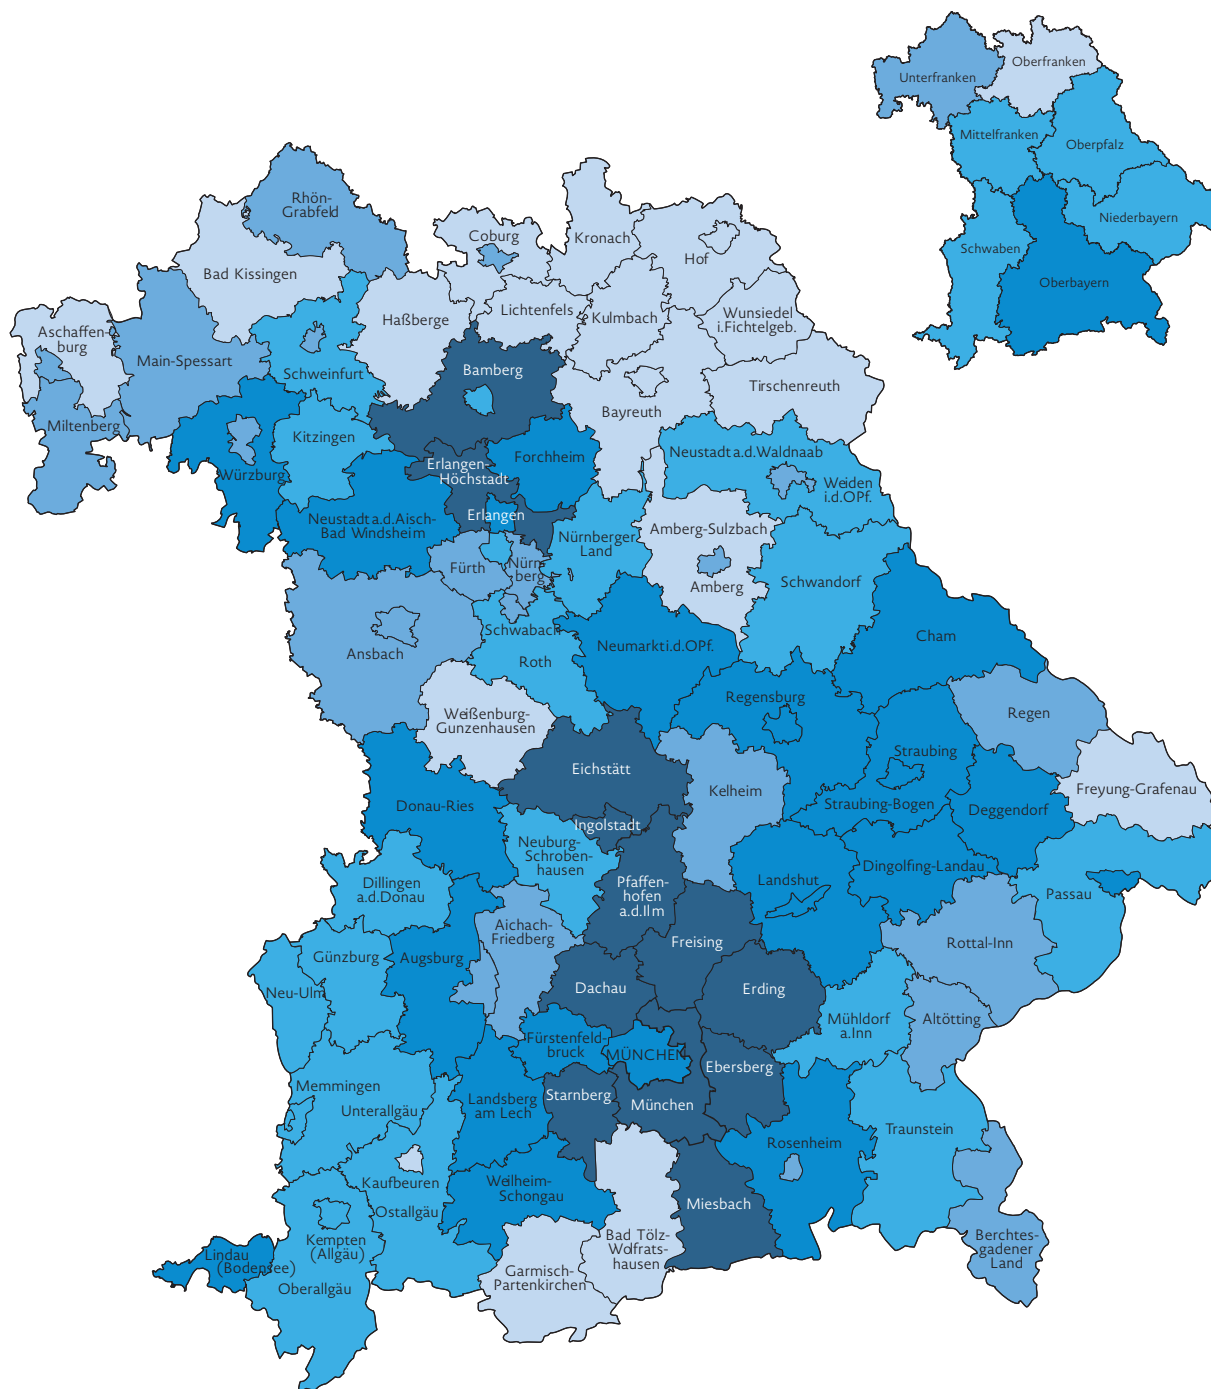 Oberfranken
Unterfranken
Mittelfranken
Oberpfalz
Niederbayern
Schwaben
Oberbayern
Rhön-
Grabfeld
Coburg
Kronach
Hof
Bad Kissingen
Lichtenfels
Kulmbach
Wunsiedel
i.Fichtelgeb.
Haßberge
Aschaffen-
burg
Main-Spessart
Schweinfurt
Bamberg
Tirschenreuth
Bayreuth
Miltenberg
Kitzingen
Forchheim
Neustadt a.d.Waldnaab
Erlangen-
Höchstadt
Würzburg
Weiden
i.d.OPf.
Erlangen
Neustadt a.d.Aisch-
Bad Windsheim
Amberg-Sulzbach
Nürnberger
Land
Fürth
Nürn-
berg
Amberg
Schwandorf
Schwabach
Cham
Neumarkt i.d.OPf.
Ansbach
Roth
Regensburg
Weißenburg-
Gunzenhausen
Regen
Straubing
Eichstätt
Kelheim
Freyung-Grafenau
Donau-Ries
Straubing-Bogen
Deggendorf
Ingolstadt
Neuburg-
Schroben-
hausen
Dingolfing-Landau
Dillingen
a.d.Donau
Pfaffen-
hofen
a.d.Ilm
Landshut
Passau
Aichach-
Friedberg
Freising
Rottal-Inn
Günzburg
Augsburg
Neu-Ulm
Dachau
Erding
Mühldorf
a.Inn
Altötting
Fürstenfeld-
bruck
MÜNCHEN
Ebersberg
Memmingen
Unterallgäu
Landsberg
am Lech
Starnberg
München
Traunstein
Rosenheim
Kaufbeuren
Weilheim-
Schongau
Miesbach
Ostallgäu
Kempten
(Allgäu)
Bad Tölz-
Wolfrats-
hausen
Berchtes-
gadener
Land
Lindau
(Bodensee)
Garmisch-
Partenkirchen
Oberallgäu